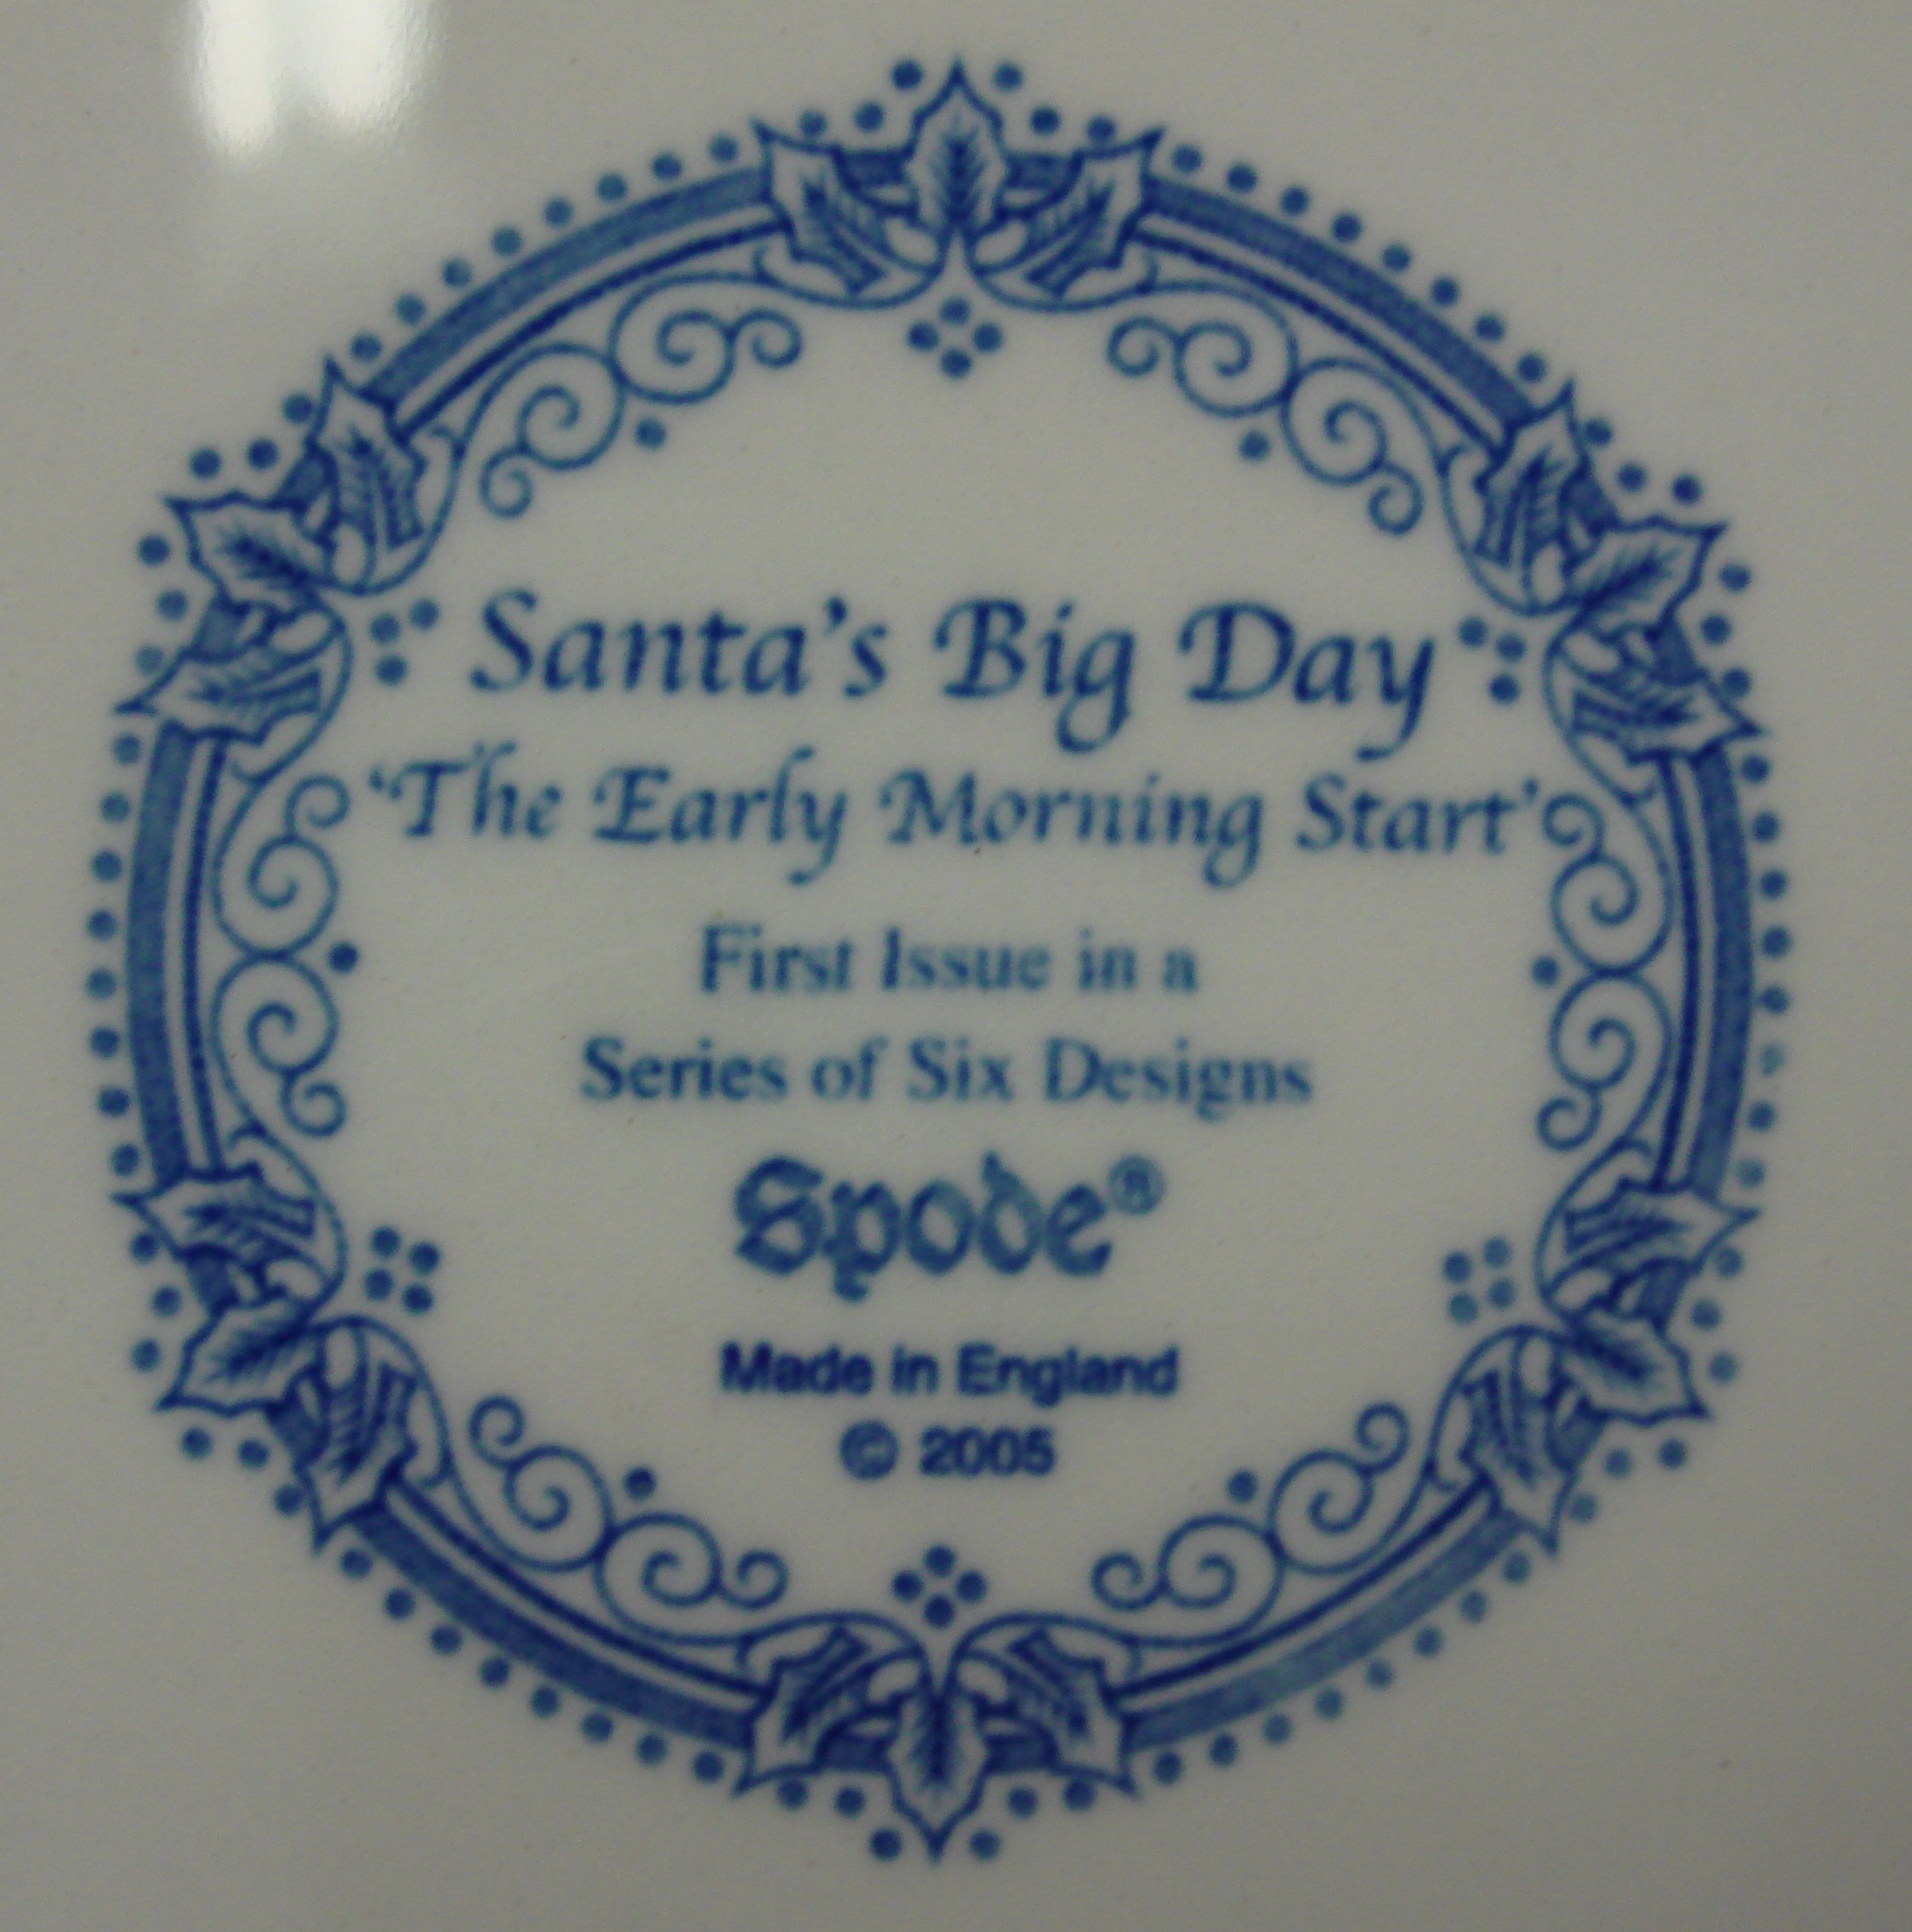 Santa's Big Day
'The Early Morning Start'
First Issue in a
Series of Six Designs
Spode®
Made in England
© 2005